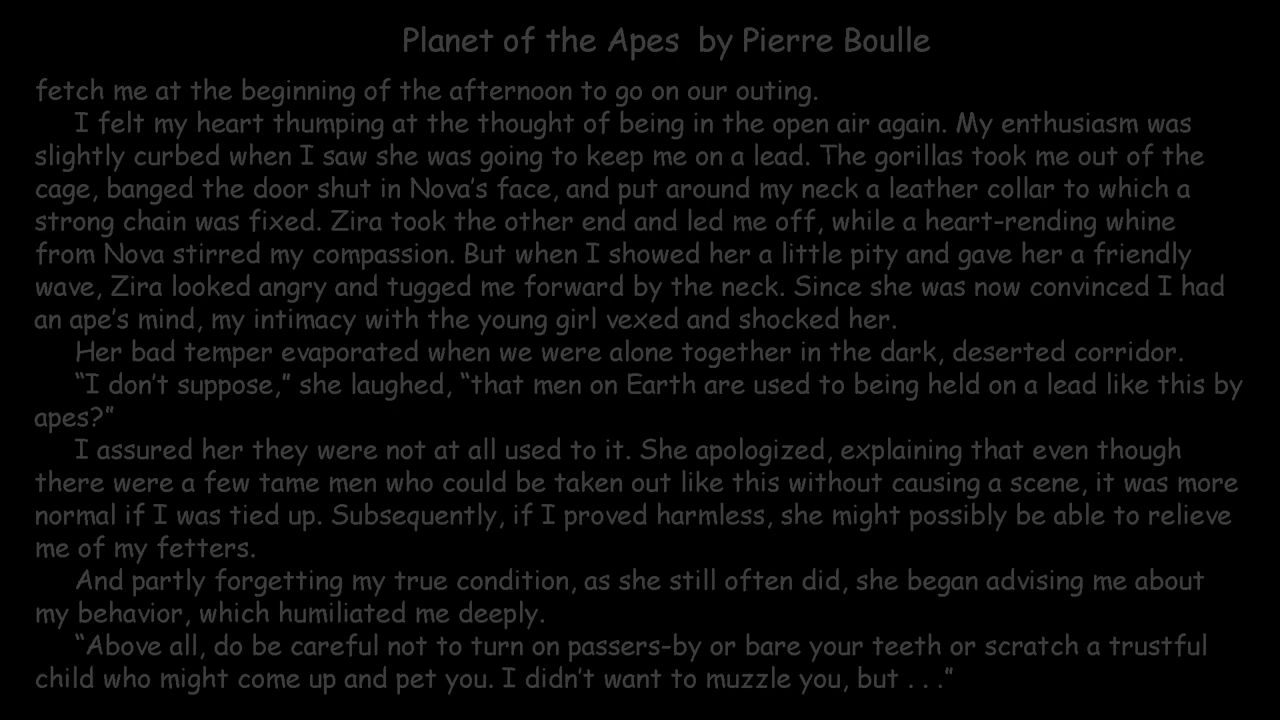 Planet of the Apes  by Pierre Boulle
fetch me at the beginning of the afternoon to go on our outing.
I felt my heart thumping at the thought of being in the open air again. My enthusiasm was
slightly curbed when I saw she was going to keep me on a lead. The gorillas took me out of the
cage, banged the door shut in Nova’s face, and put around my neck a leather collar to which a
strong chain was fixed. Zira took the other end and led me off, while a heart-rending whine
from Nova stirred my compassion. But when I showed her a little pity and gave her a friendly
wave, Zira looked angry and tugged me forward by the neck. Since she was now convinced I had
an ape’s mind, my intimacy with the young girl vexed and shocked her.
Her bad temper evaporated when we were alone together in the dark, deserted corridor.
“I don’t suppose,” she laughed, “that men on Earth are used to being held on a lead like this by
apes?”
I assured her they were not at all used to it. She apologized, explaining that even though
there were a few tame men who could be taken out like this without causing a scene, it was more
normal if I was tied up. Subsequently, if I proved harmless, she might possibly be able to relieve
me of my fetters.
And partly forgetting my true condition, as she still often did, she began advising me about
my behavior, which humiliated me deeply.
“Above all, do be careful not to turn on passers-by or bare your teeth or scratch a trustful
child who might come up and pet you. I didn’t want to muzzle you, but . . .”